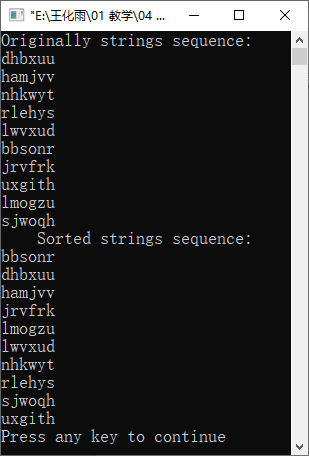 "E:\王化雨\01 教学\04 ...
Originally strings sequence:
dhbxuu
hamjvv
nhkwyt
rlehys
lwvxud
bbsonr
jrvfrk
uxgith
lmogzu
sjwoqh
    Sorted strings sequence:
bbsonr
dhbxuu
hamjvv
jrvfrk
lmogzu
lwvxud
nhkwyt
rlehys
sjwoqh
uxgith
Press any key to continue